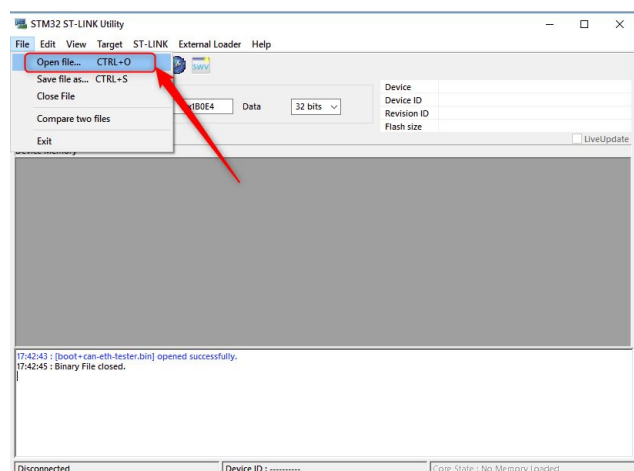 STM32 ST-LINK Utility
File Edit View Target ST-LINK External Loader Help
Open file... CTRL+O
Save file as... CTRL+S
Close File
Compare two files
Exit
SWV
x1B0E4 Data 32 bits
Device
Device ID
Revision ID
Flash size
LiveUpdate
Device Memory
17:42:43 : [boot+can-eth-tester.bin] opened successfully.
17:42:45 : Binary File closed.
Disconnected Device ID : ---------- Core State : No Memory Loaded